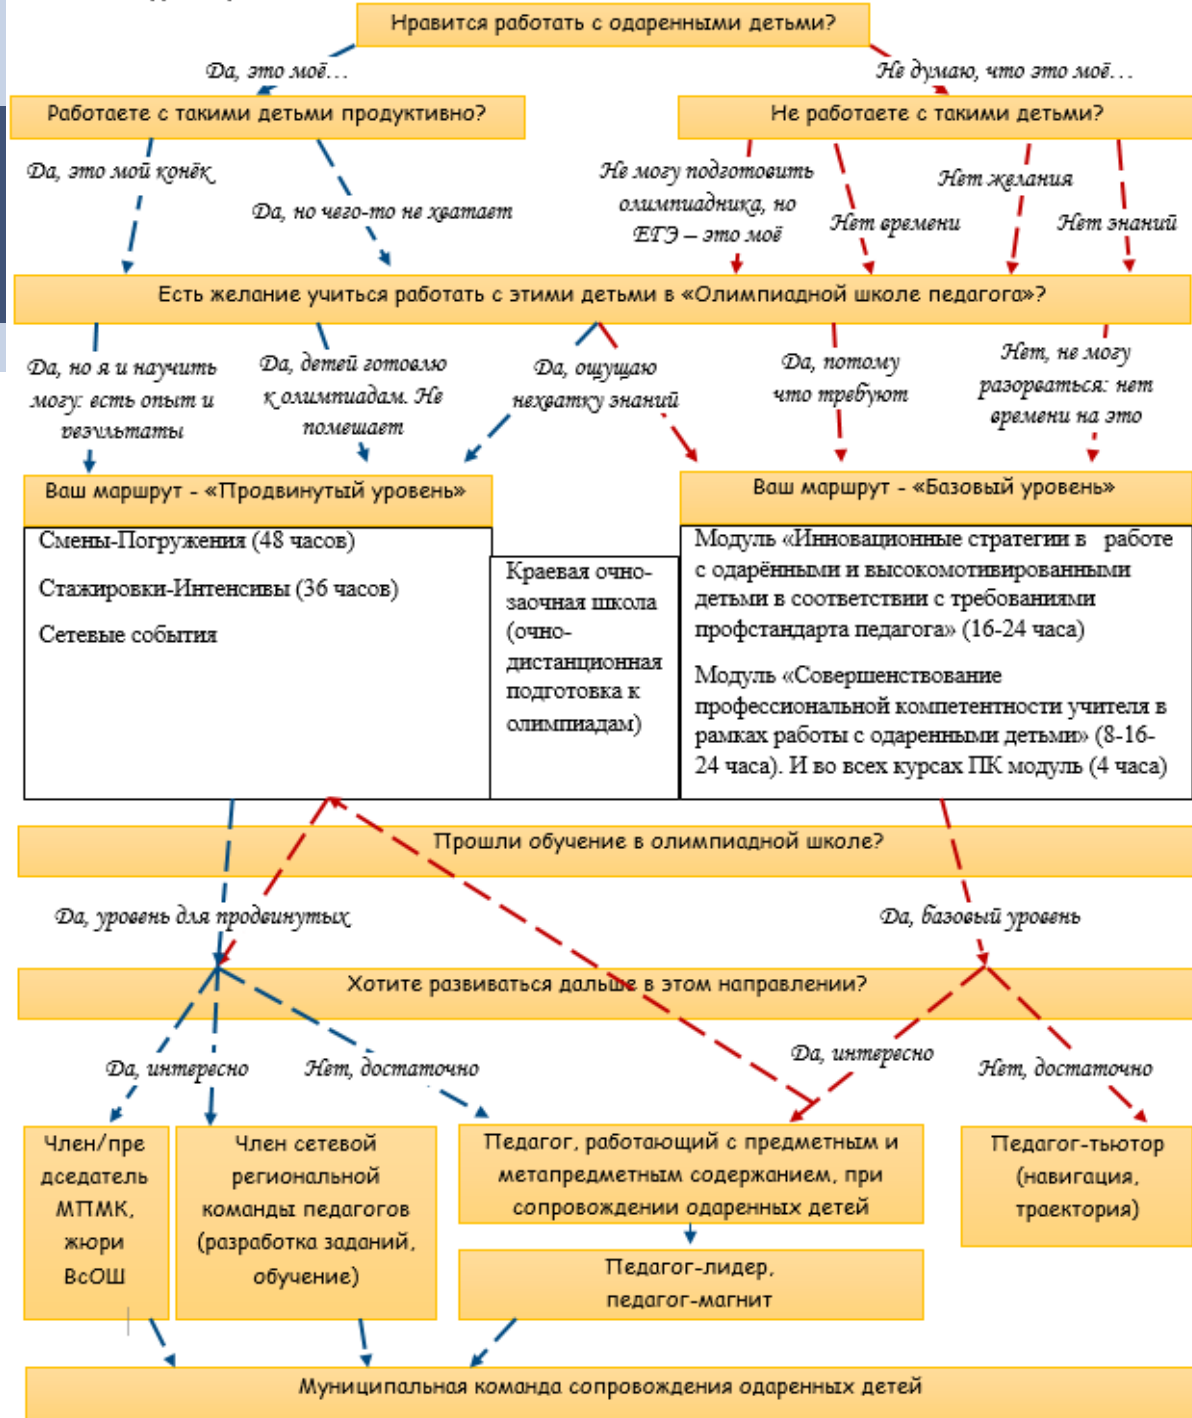 Нравится работать с одаренными детьми?
Да, это моё...
Не думаю, что это моё...
Работаете с такими детьми продуктивно?
Не работаете с такими детьми?
Да, это мой конёк
Да, но чего-то не хватает
Не могу подготовить
олимпиадника, но
ЕГЭ – это моё
Нет времени
Нет желания
Нет знаний
Есть желание учиться работать с этими детьми в «Олимпиадной школе педагога»?
Да, но я и научить
могу: есть опыт и
результаты
Да, детей готовлю
к олимпиадам. Не
помешает
Да, ощущаю
нехватку знаний
Да, потому
что требуют
Нет, не могу
разорваться: нет
времени на это
Ваш маршрут - «Продвинутый уровень»
Смены-Погружения (48 часов)
Стажировки-Интенсивы (36 часов)
Сетевые события
Краевая очно-
заочная школа
(очно-
дистанционная
подготовка к
олимпиадам)
Ваш маршрут - «Базовый уровень»
Модуль «Инновационные стратегии в работе
с одарёнными и высокомотивированными
детьми в соответствии с требованиями
профстандарта педагога» (16-24 часа)
Модуль «Совершенствование
профессиональной компетентности учителя в
рамках работы с одаренными детьми» (8-16-
24 часа). И во всех курсах ПК модуль (4 часа)
Прошли обучение в олимпиадной школе?
Да, уровень для продвинутых
Да, базовый уровень
Хотите развиваться дальше в этом направлении?
Да, интересно
Нет, достаточно
Да, интересно
Нет, достаточно
Член/пре
дседатель
МПМК,
жюри
ВсОШ
Член сетевой
региональной
команды педагогов
(разработка заданий,
обучение)
Педагог, работающий с предметным и
метапредметным содержанием, при
сопровождении одаренных детей
Педагог-лидер,
педагог-магнит
Педагог-тьютор
(навигация,
траектория)
Муниципальная команда сопровождения одаренных детей